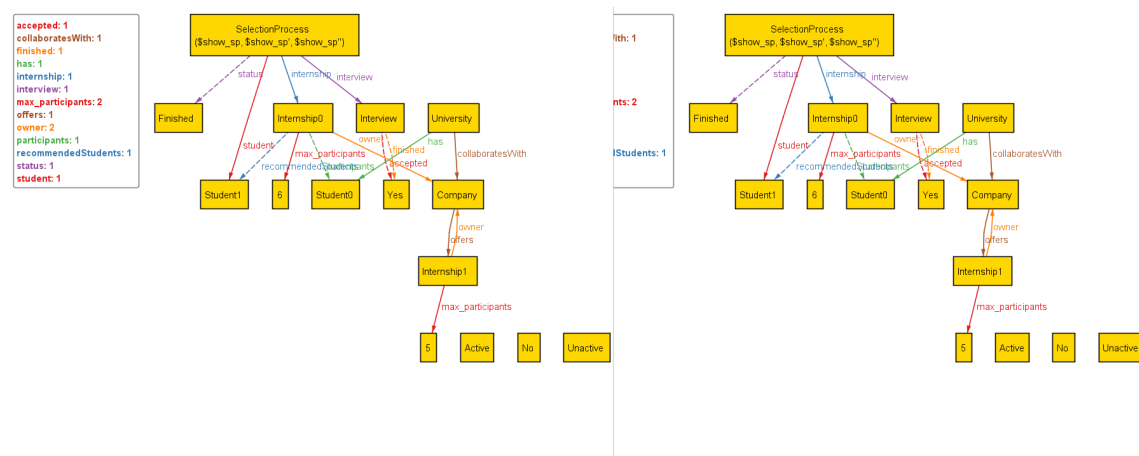 accepted: 1
collaboratesWith: 1
finished: 1
has: 1
internship: 1
interview: 1
max_participants: 2
offers: 1
owner: 2
participants: 1
recommendedStudents: 1
status: 1
student: 1
SelectionProcess
($show_sp, $show_sp', $show_sp'')
status
internship
interview
Finished
Internship0
Interview
University
student
max_participants
recommendedStudents
participants
owner
finished
accepted
has
collaboratesWith
Student1
6
Student0
Yes
Company
owner
offers
Internship1
max_participants
5
Active
No
Unactive
With: 1
nts: 2
dStudents: 1
SelectionProcess
($show_sp, $show_sp', $show_sp'')
status
internship
interview
Finished
Internship0
Interview
University
student
max_participants
recommendedStudents
participants
owner
finished
accepted
has
collaboratesWith
Student1
6
Student0
Yes
Company
owner
offers
Internship1
max_participants
5
Active
No
Unactive